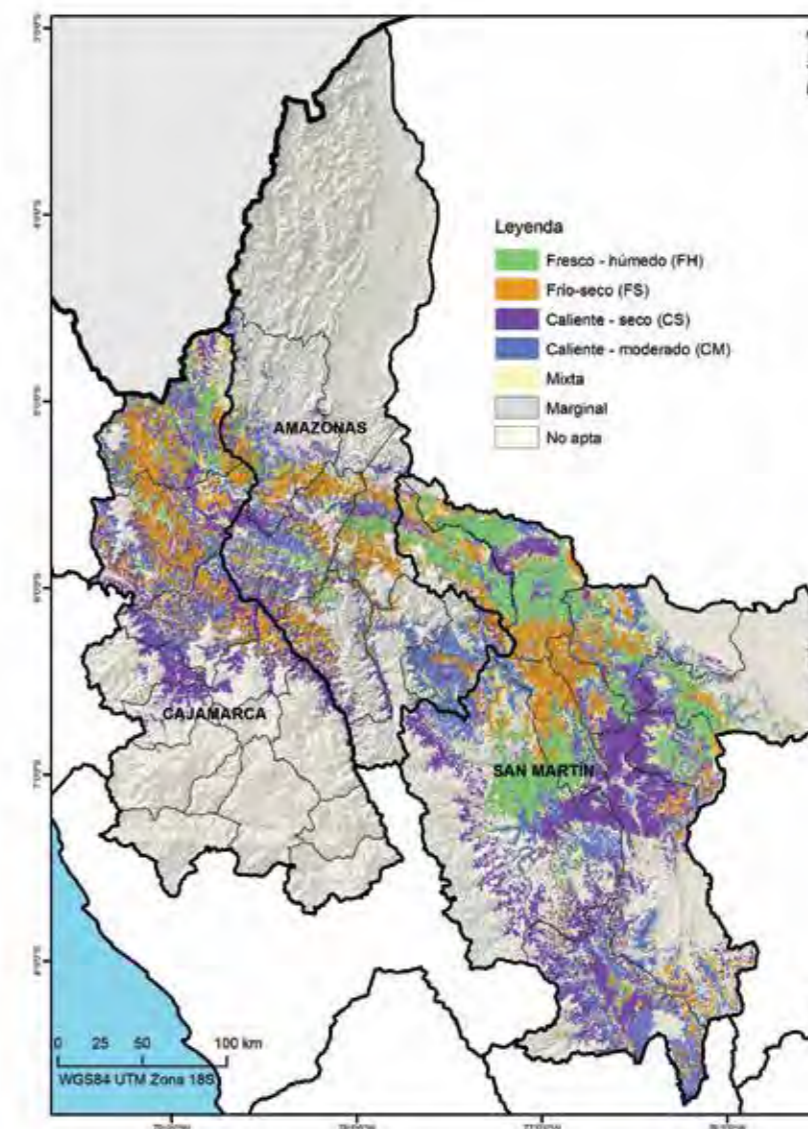 Leyenda
Fresco - húmedo (FH)
Frío-seco (FS)
Caliente - seco (CS)
Caliente - moderado (CM)
Mixta
Marginal
No apta
AMAZONAS
CAJAMARCA
SAN MARTÍN
0 25 50 100 km
WGS84 UTM Zona 18S